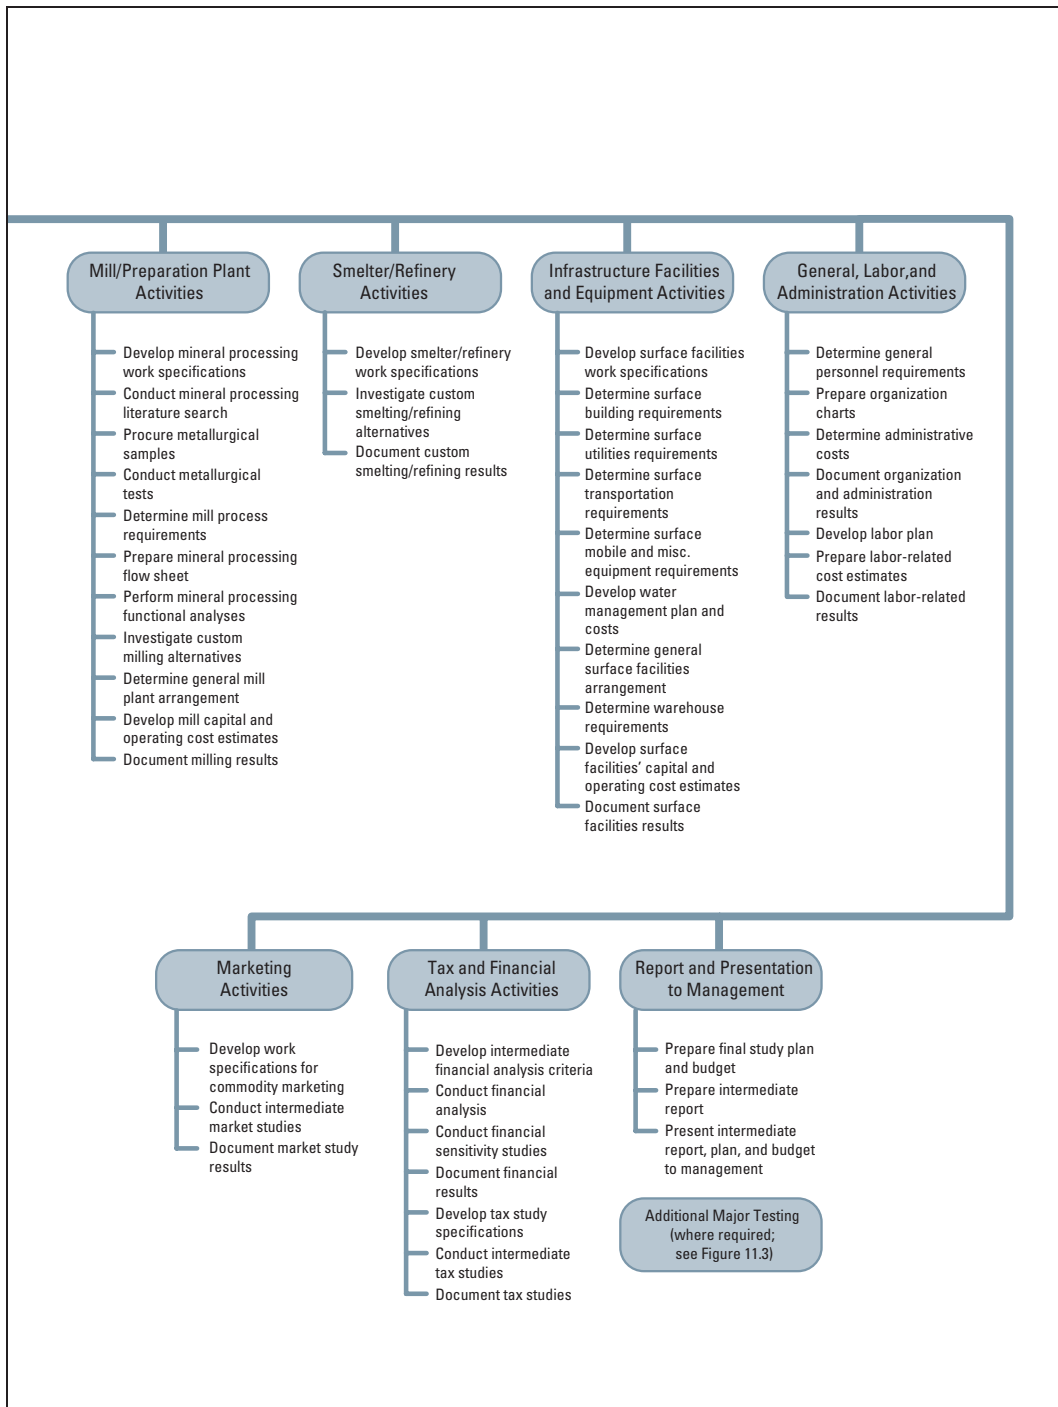 Mill/Preparation Plant
Activities
Develop mineral processing
work specifications
Conduct mineral processing
literature search
Procure metallurgical
samples
Conduct metallurgical
tests
Determine mill process
requirements
Prepare mineral processing
flow sheet
Perform mineral processing
functional analyses
Investigate custom
milling alternatives
Determine general mill
plant arrangement
Develop mill capital and
operating cost estimates
Document milling results
Smelter/Refinery
Activities
Develop smelter/refinery
work specifications
Investigate custom
smelting/refining
alternatives
Document custom
smelting/refining results
Infrastructure Facilities
and Equipment Activities
Develop surface facilities
work specifications
Determine surface
building requirements
Determine surface
utilities requirements
Determine surface
transportation
requirements
Determine surface
mobile and misc.
equipment requirements
Develop water
management plan and
costs
Determine general
surface facilities
arrangement
Determine warehouse
requirements
Develop surface
facilities’ capital and
operating cost estimates
Document surface
facilities results
General, Labor,and
Administration Activities
Determine general
personnel requirements
Prepare organization
charts
Determine administrative
costs
Document organization
and administration
results
Develop labor plan
Prepare labor-related
cost estimates
Document labor-related
results
Marketing
Activities
Develop work
specifications for
commodity marketing
Conduct intermediate
market studies
Document market study
results
Tax and Financial
Analysis Activities
Develop intermediate
financial analysis criteria
Conduct financial
analysis
Conduct financial
sensitivity studies
Document financial
results
Develop tax study
specifications
Conduct intermediate
tax studies
Document tax studies
Report and Presentation
to Management
Prepare final study plan
and budget
Prepare intermediate
report
Present intermediate
report, plan, and budget
to management
Additional Major Testing
(where required;
see Figure 11.3)